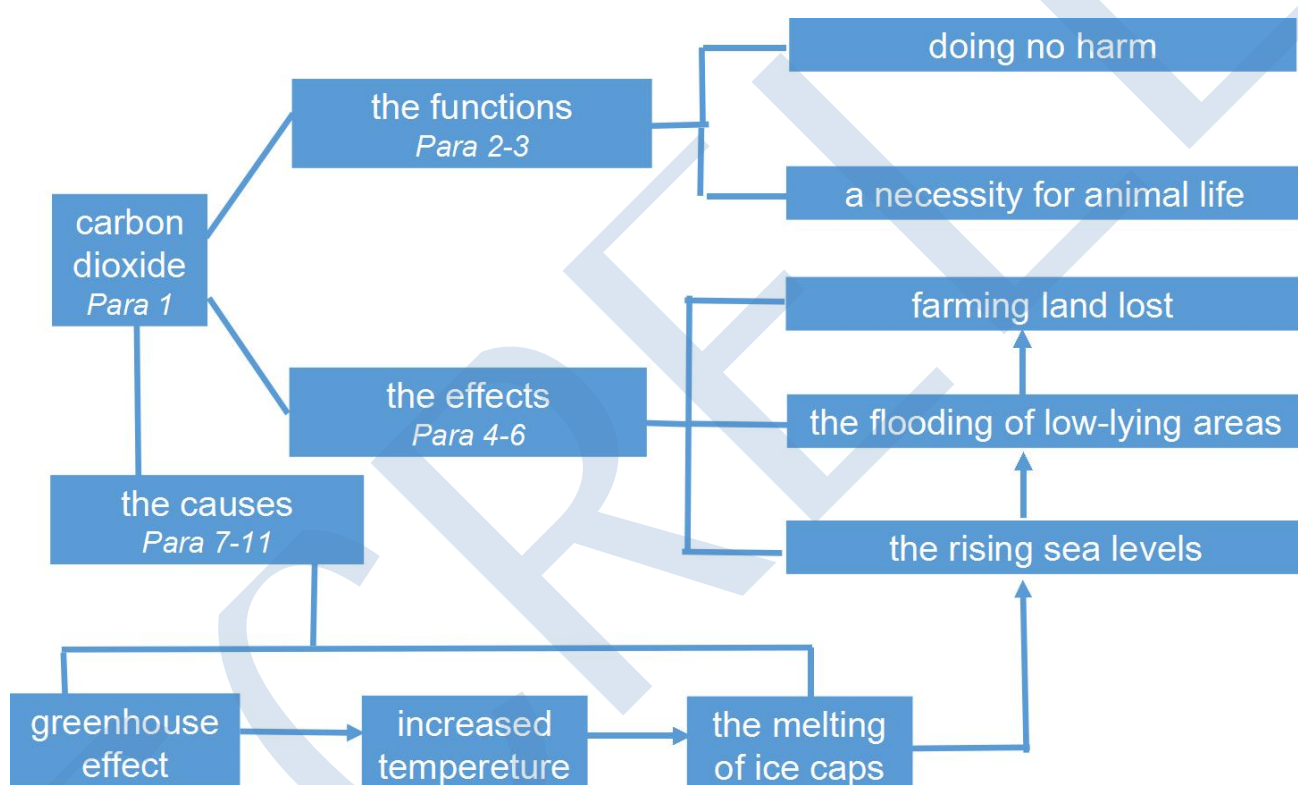 doing no harm
the functions
Para 2-3
a necessity for animal life
carbon
dioxide
Para 1
farming land lost
the effects
Para 4-6
the flooding of low-lying areas
the causes
Para 7-11
the rising sea levels
greenhouse
effect
increased
tempereture
the melting
of ice caps